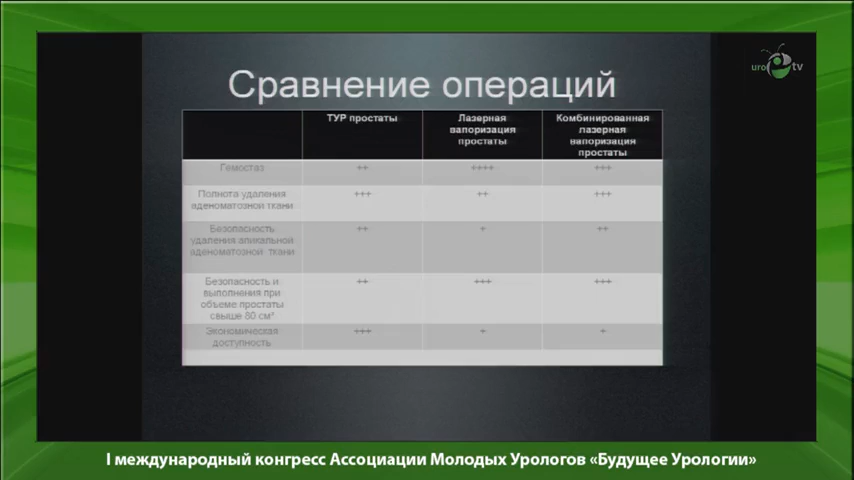 uro tv
Сравнение операций
ТУР простаты
Лазерная
вапоризация
простаты
Комбинированная
лазерная
вапоризация
простаты
Гемостаз ++ ++++ +++
Полнота удаления
аденоматозной ткани
+++ ++ +++
Безопасность
удаления апикальной
аденоматозной ткани
++ + ++
Безопасность и
выполнения при
объеме простаты
свыше 80 см³
++ +++ +++
Экономическая
доступность
+++ + +
I международный конгресс Ассоциации Молодых Урологов «Будущее Урологии»